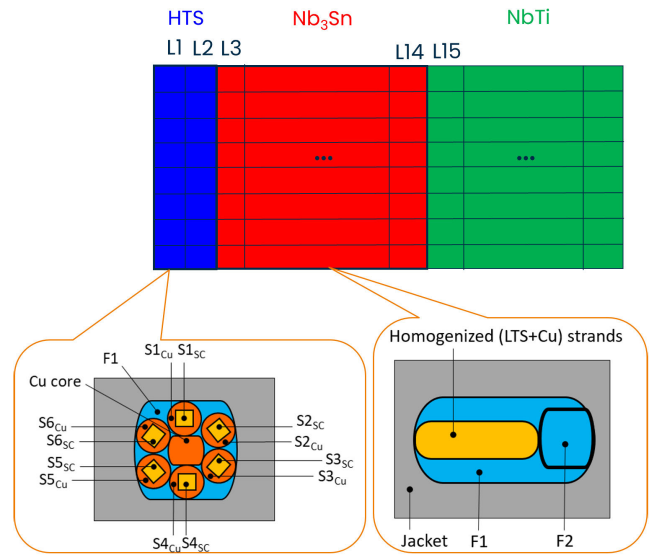 HTS Nb₃Sn NbTi
L1 L2 L3 L14 L15
... ...
S1Cu S1SC
F1
Cu core
S6Cu
S6SC
S5SC
S5Cu
S2SC
S2Cu
S3SC
S3Cu
S4Cu S4SC
Homogenized (LTS+Cu) strands
Jacket F1 F2